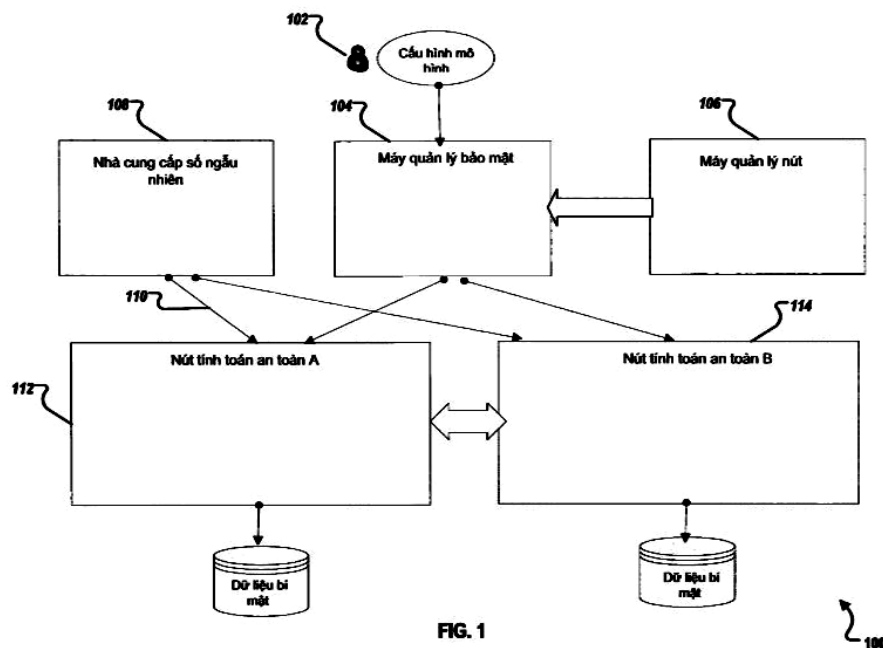 102
Cấu hình mô
hình
108
104
106
Nhà cung cấp số ngẫu
nhiên
Máy quản lý bảo mật
Máy quản lý nút
110
114
Nút tính toán an toàn A
Nút tính toán an toàn B
112
Dữ liệu bí
mật
Dữ liệu bí
mật
FIG. 1
100